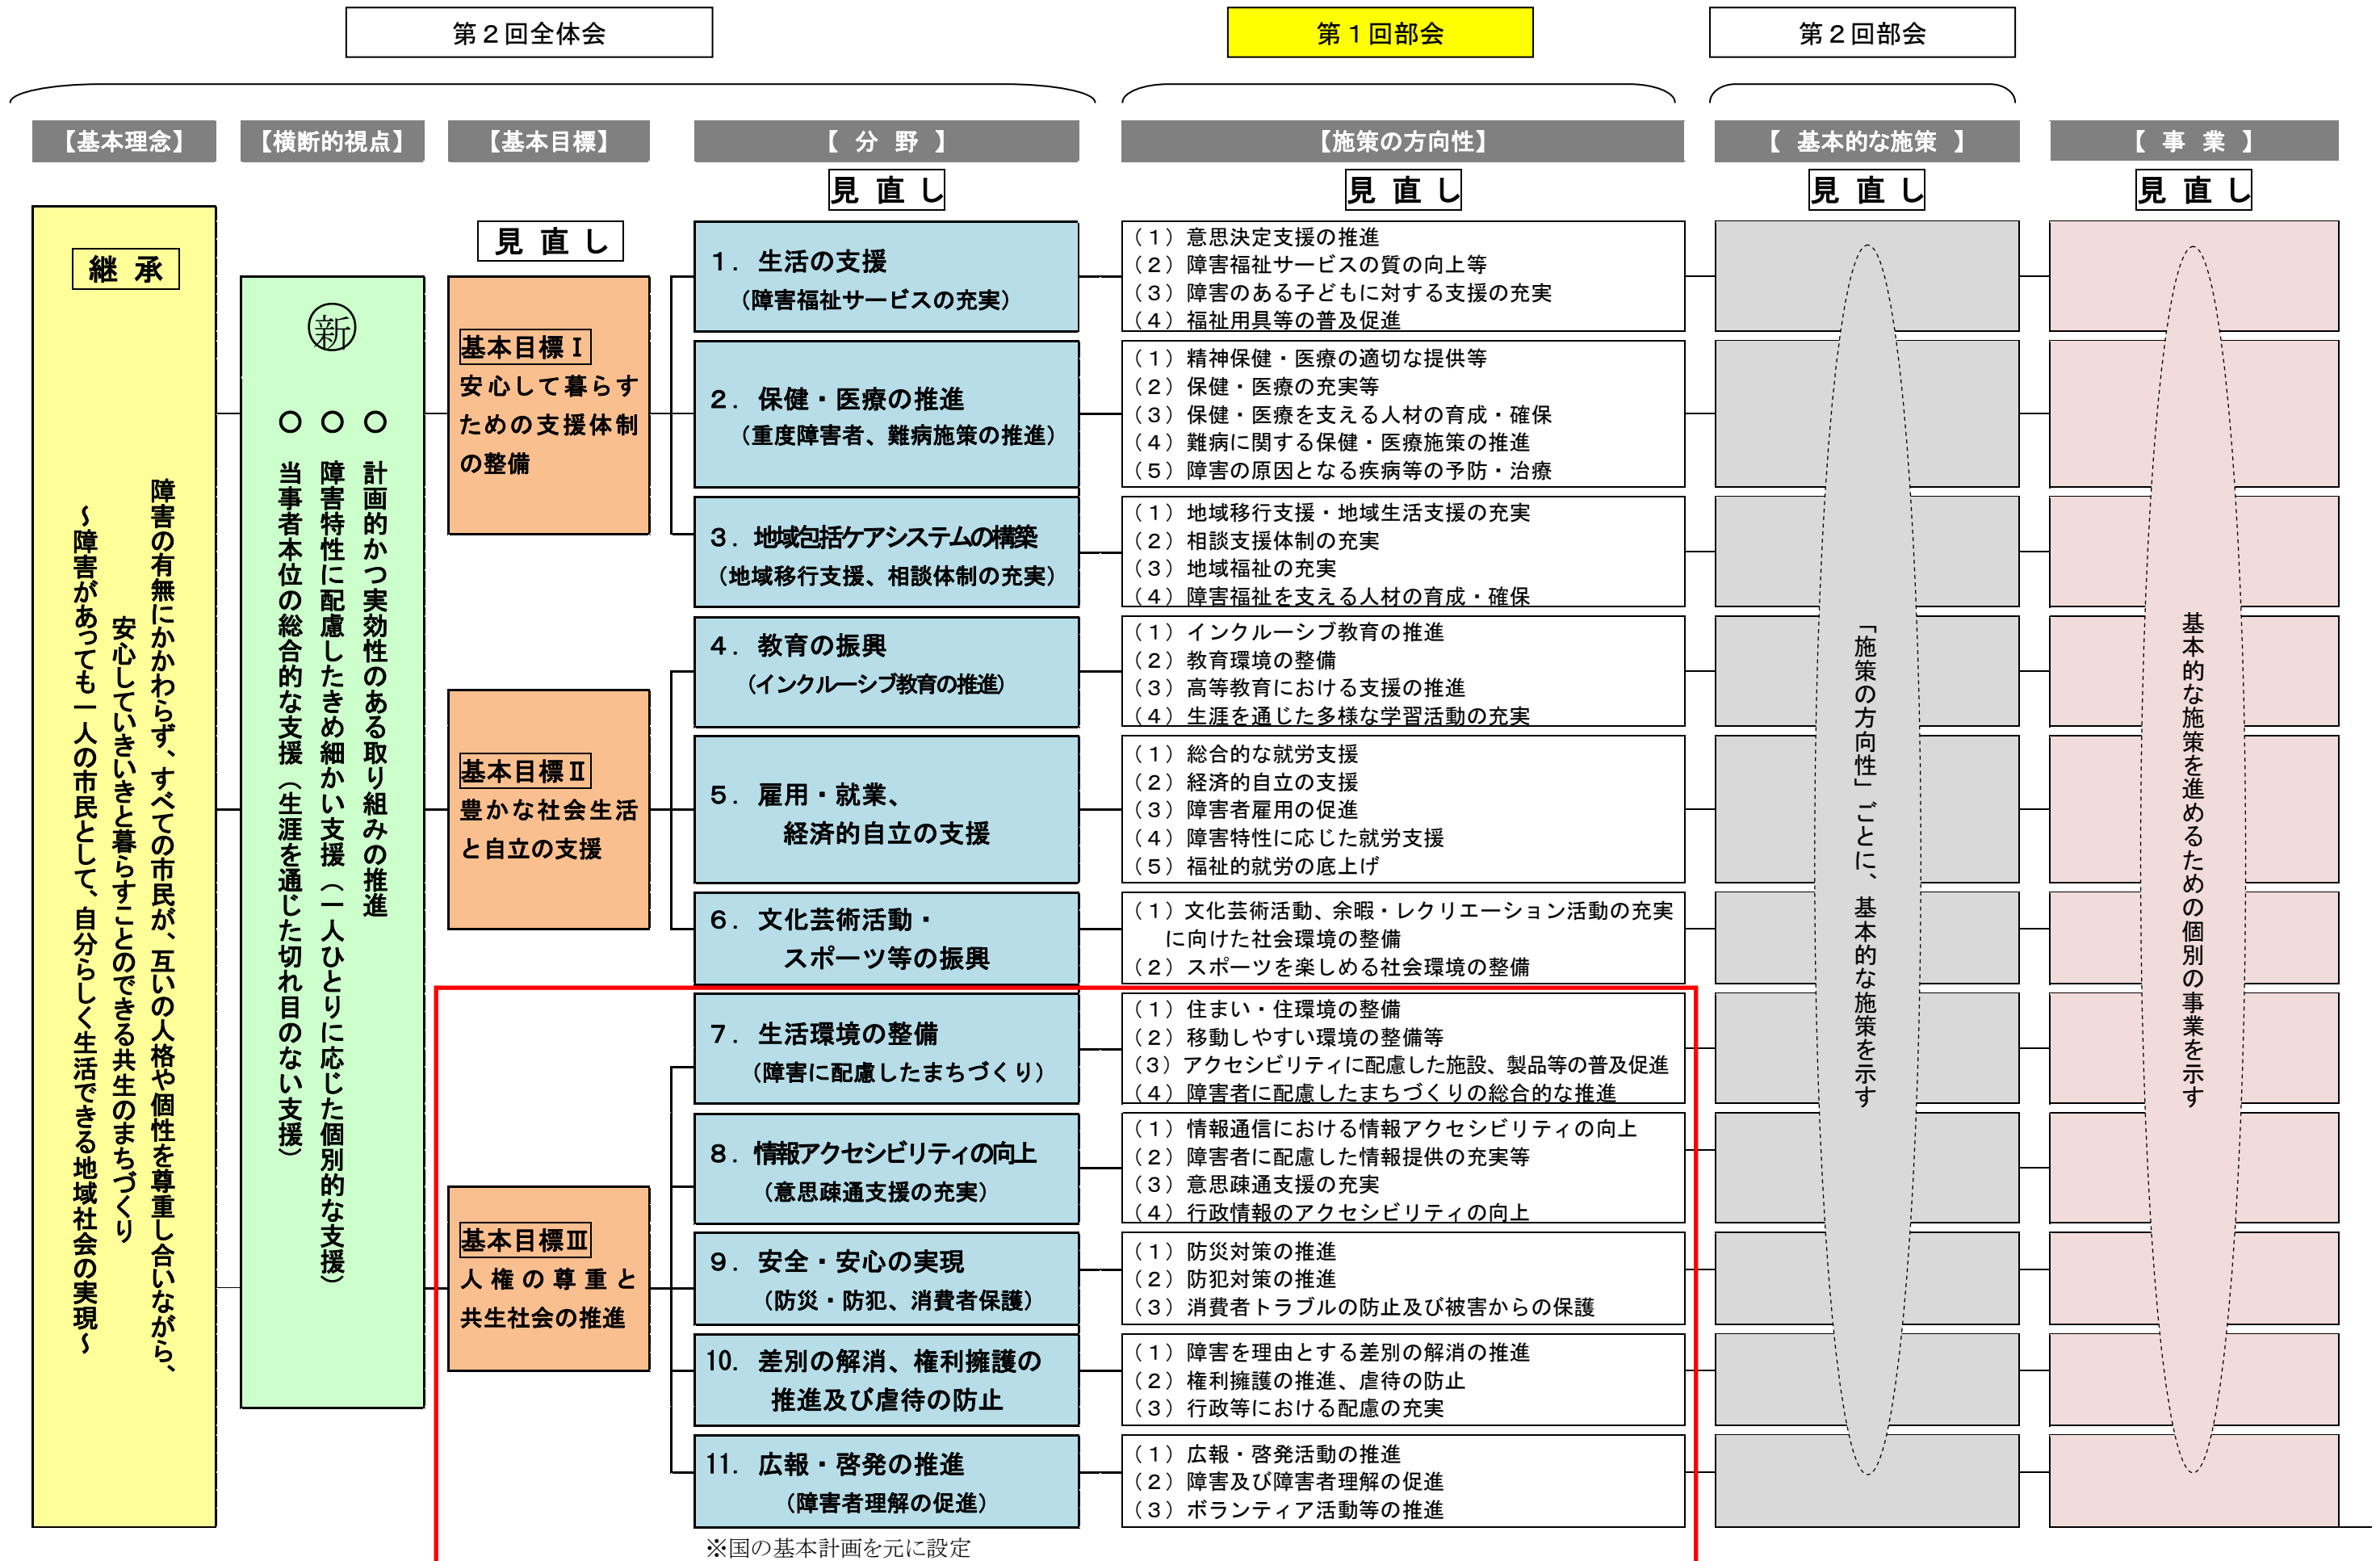 第２回全体会
第１回部会
第２回部会
【基本理念】
【横断的視点】
【基本目標】
【　分　野　】
【施策の方向性】
【　基本的な施策　】
【　事　業　】
継 承
障害の有無にかかわらず、すべての市民が、互いの人格や個性を尊重し合いながら、
安心していきいきと暮らすことのできる共生のまちづくり
～障害があっても一人の市民として、自分らしく生活できる地域社会の実現～
新
○　計画的かつ実効性のある取り組みの推進
○　障害特性に配慮したきめ細かい支援（一人ひとりに応じた個別的な支援）
○　当事者本位の総合的な支援（生涯を通じた切れ目のない支援）
見 直 し
基本目標Ⅰ
安心して暮らす
ための支援体制
の整備
基本目標Ⅱ
豊かな社会生活
と自立の支援
基本目標Ⅲ
人権の尊重と
共生社会の推進
見 直 し
１．生活の支援
（障害福祉サービスの充実）
２．保健・医療の推進
（重度障害者、難病施策の推進）
３．地域包括ケアシステムの構築
（地域移行支援、相談体制の充実）
４．教育の振興
（インクルーシブ教育の推進）
５．雇用・就業、
経済的自立の支援
６．文化芸術活動・
スポーツ等の振興
７．生活環境の整備
（障害に配慮したまちづくり）
８．情報アクセシビリティの向上
（意思疎通支援の充実）
９．安全・安心の実現
（防災・防犯、消費者保護）
10．差別の解消、権利擁護の
推進及び虐待の防止
11．広報・啓発の推進
（障害者理解の促進）
※国の基本計画を元に設定
見 直 し
（１）意思決定支援の推進
（２）障害福祉サービスの質の向上等
（３）障害のある子どもに対する支援の充実
（４）福祉用具等の普及促進
（１）精神保健・医療の適切な提供等
（２）保健・医療の充実等
（３）保健・医療を支える人材の育成・確保
（４）難病に関する保健・医療施策の推進
（５）障害の原因となる疾病等の予防・治療
（１）地域移行支援・地域生活支援の充実
（２）相談支援体制の充実
（３）地域福祉の充実
（４）障害福祉を支える人材の育成・確保
（１）インクルーシブ教育の推進
（２）教育環境の整備
（３）高等教育における支援の推進
（４）生涯を通じた多様な学習活動の充実
（１）総合的な就労支援
（２）経済的自立の支援
（３）障害者雇用の促進
（４）障害特性に応じた就労支援
（５）福祉的就労の底上げ
（１）文化芸術活動、余暇・レクリエーション活動の充実
に向けた社会環境の整備
（２）スポーツを楽しめる社会環境の整備
（１）住まい・住環境の整備
（２）移動しやすい環境の整備等
（３）アクセシビリティに配慮した施設、製品等の普及促進
（４）障害者に配慮したまちづくりの総合的な推進
（１）情報通信における情報アクセシビリティの向上
（２）障害者に配慮した情報提供の充実等
（３）意思疎通支援の充実
（４）行政情報のアクセシビリティの向上
（１）防災対策の推進
（２）防犯対策の推進
（３）消費者トラブルの防止及び被害からの保護
（１）障害を理由とする差別の解消の推進
（２）権利擁護の推進、虐待の防止
（３）行政等における配慮の充実
（１）広報・啓発活動の推進
（２）障害及び障害者理解の促進
（３）ボランティア活動等の推進
見 直 し
「施策の方向性」ごとに、基本的な施策を示す
見 直 し
基本的な施策を進めるための個別の事業を示す